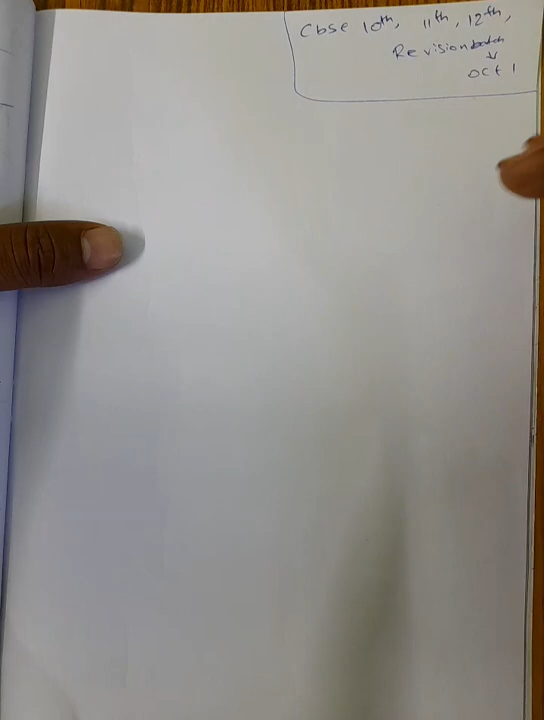 Cbse 10th, 11th, 12th,
Revision batch
↓
oct 1